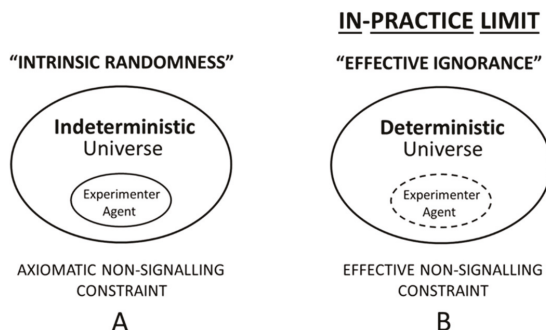 IN-PRACTICE LIMIT
“INTRINSIC RANDOMNESS”
Indeterministic
Universe
Experimenter
Agent
AXIOMATIC NON-SIGNALLING
CONSTRAINT
A
“EFFECTIVE IGNORANCE”
Deterministic
Universe
Experimenter
Agent
EFFECTIVE NON-SIGNALLING
CONSTRAINT
B